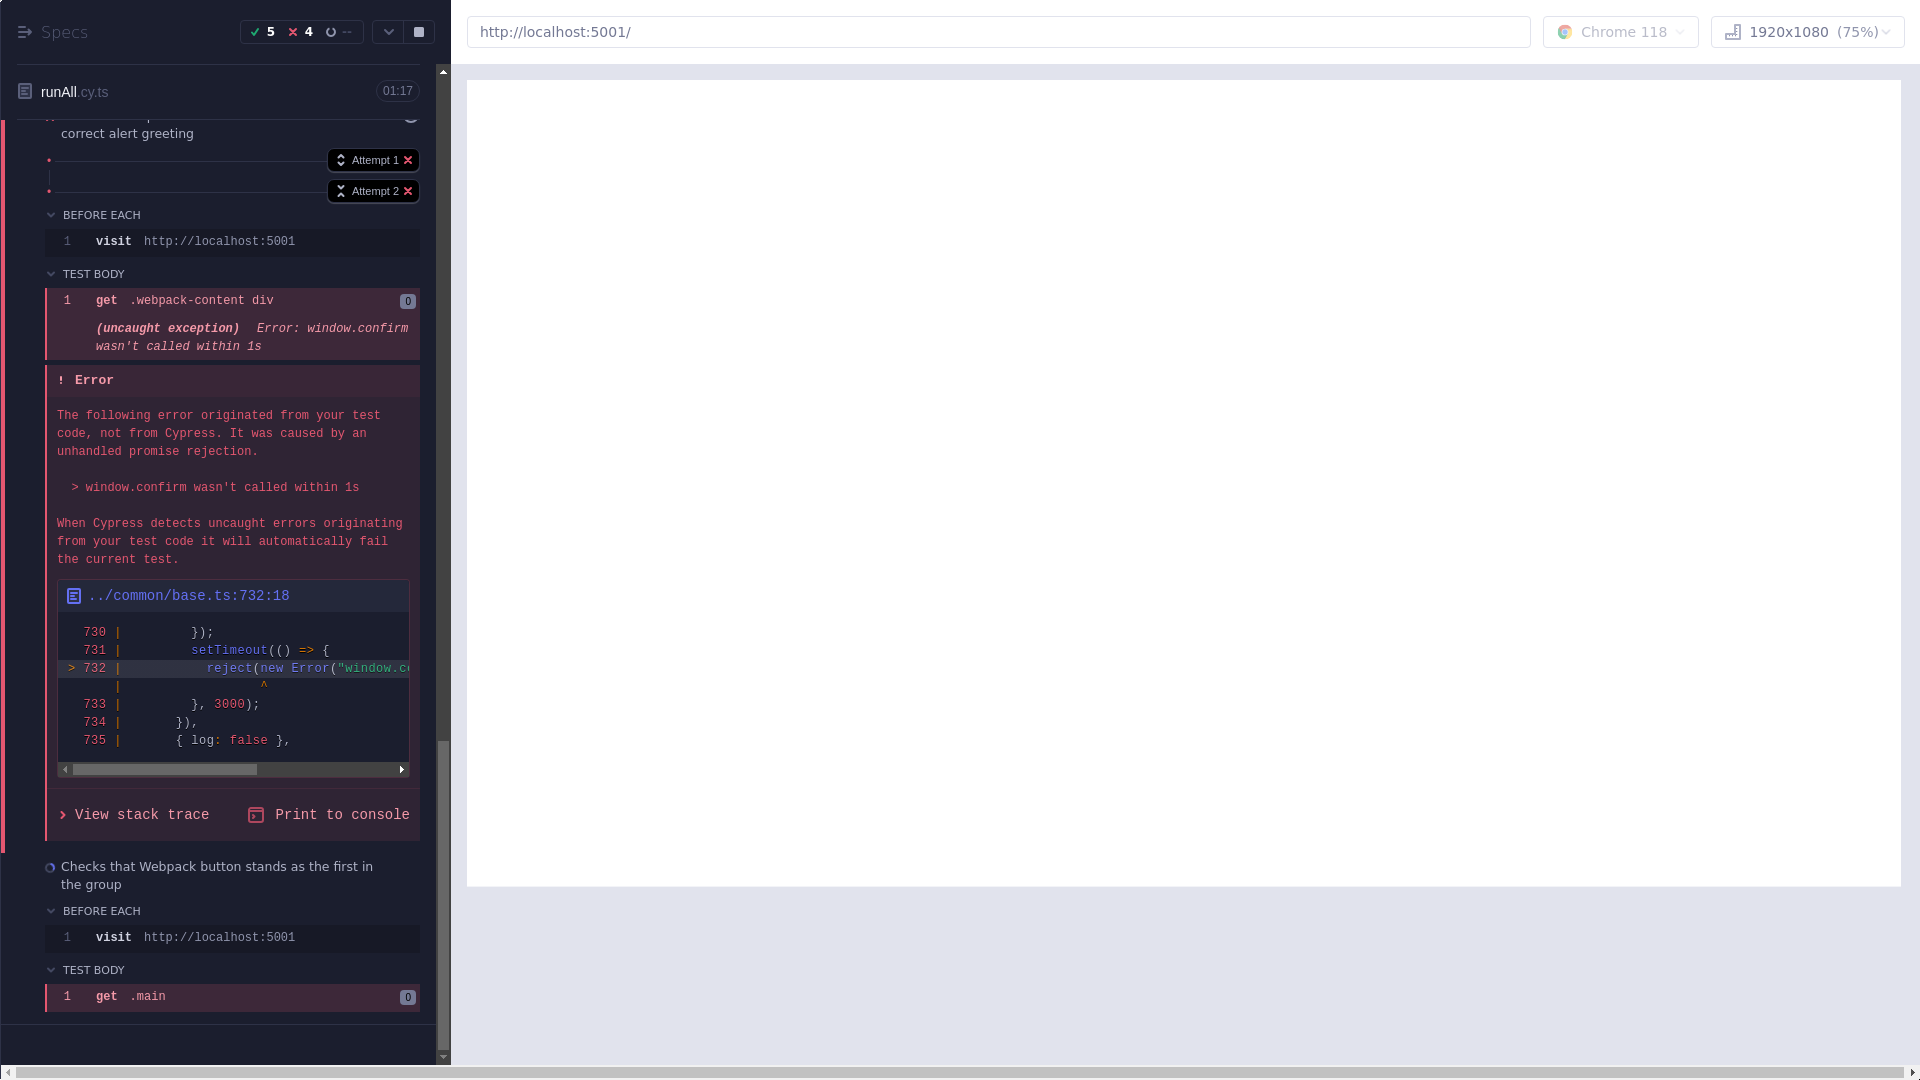 Specs
5 4 --
runAll.cy.ts 01:17
correct alert greeting
Attempt 1
Attempt 2
BEFORE EACH
1 visit http://localhost:5001
TEST BODY
1 get .webpack-content div 0
(uncaught exception) Error: window.confirm
wasn't called within 1s
! Error
The following error originated from your test
code, not from Cypress. It was caused by an
unhandled promise rejection.
> window.confirm wasn't called within 1s
When Cypress detects uncaught errors originating
from your test code it will automatically fail
the current test.
../common/base.ts:732:18
730 | });
731 | setTimeout(() => {
> 732 | reject(new Error("window.co
| ^
733 | }, 3000);
734 | }),
735 | { log: false },
View stack trace
Print to console
Checks that Webpack button stands as the first in
the group
BEFORE EACH
1 visit http://localhost:5001
TEST BODY
1 get .main 0
http://localhost:5001/
Chrome 118
1920x1080 (75%)